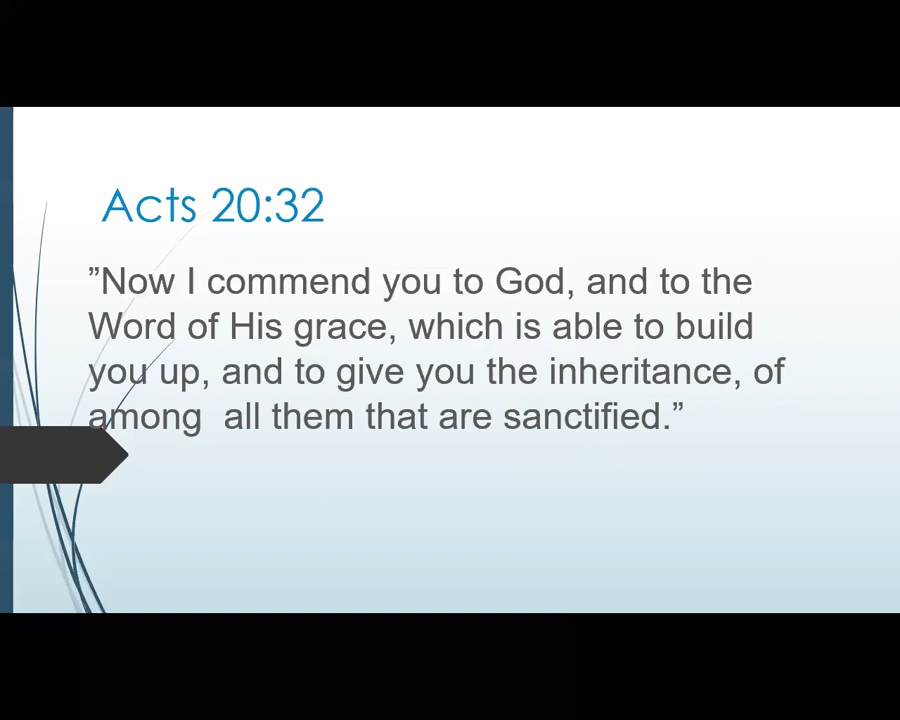 Acts 20:32
”Now I commend you to God, and to the
Word of His grace, which is able to build
you up, and to give you the inheritance, of
among  all them that are sanctified.”